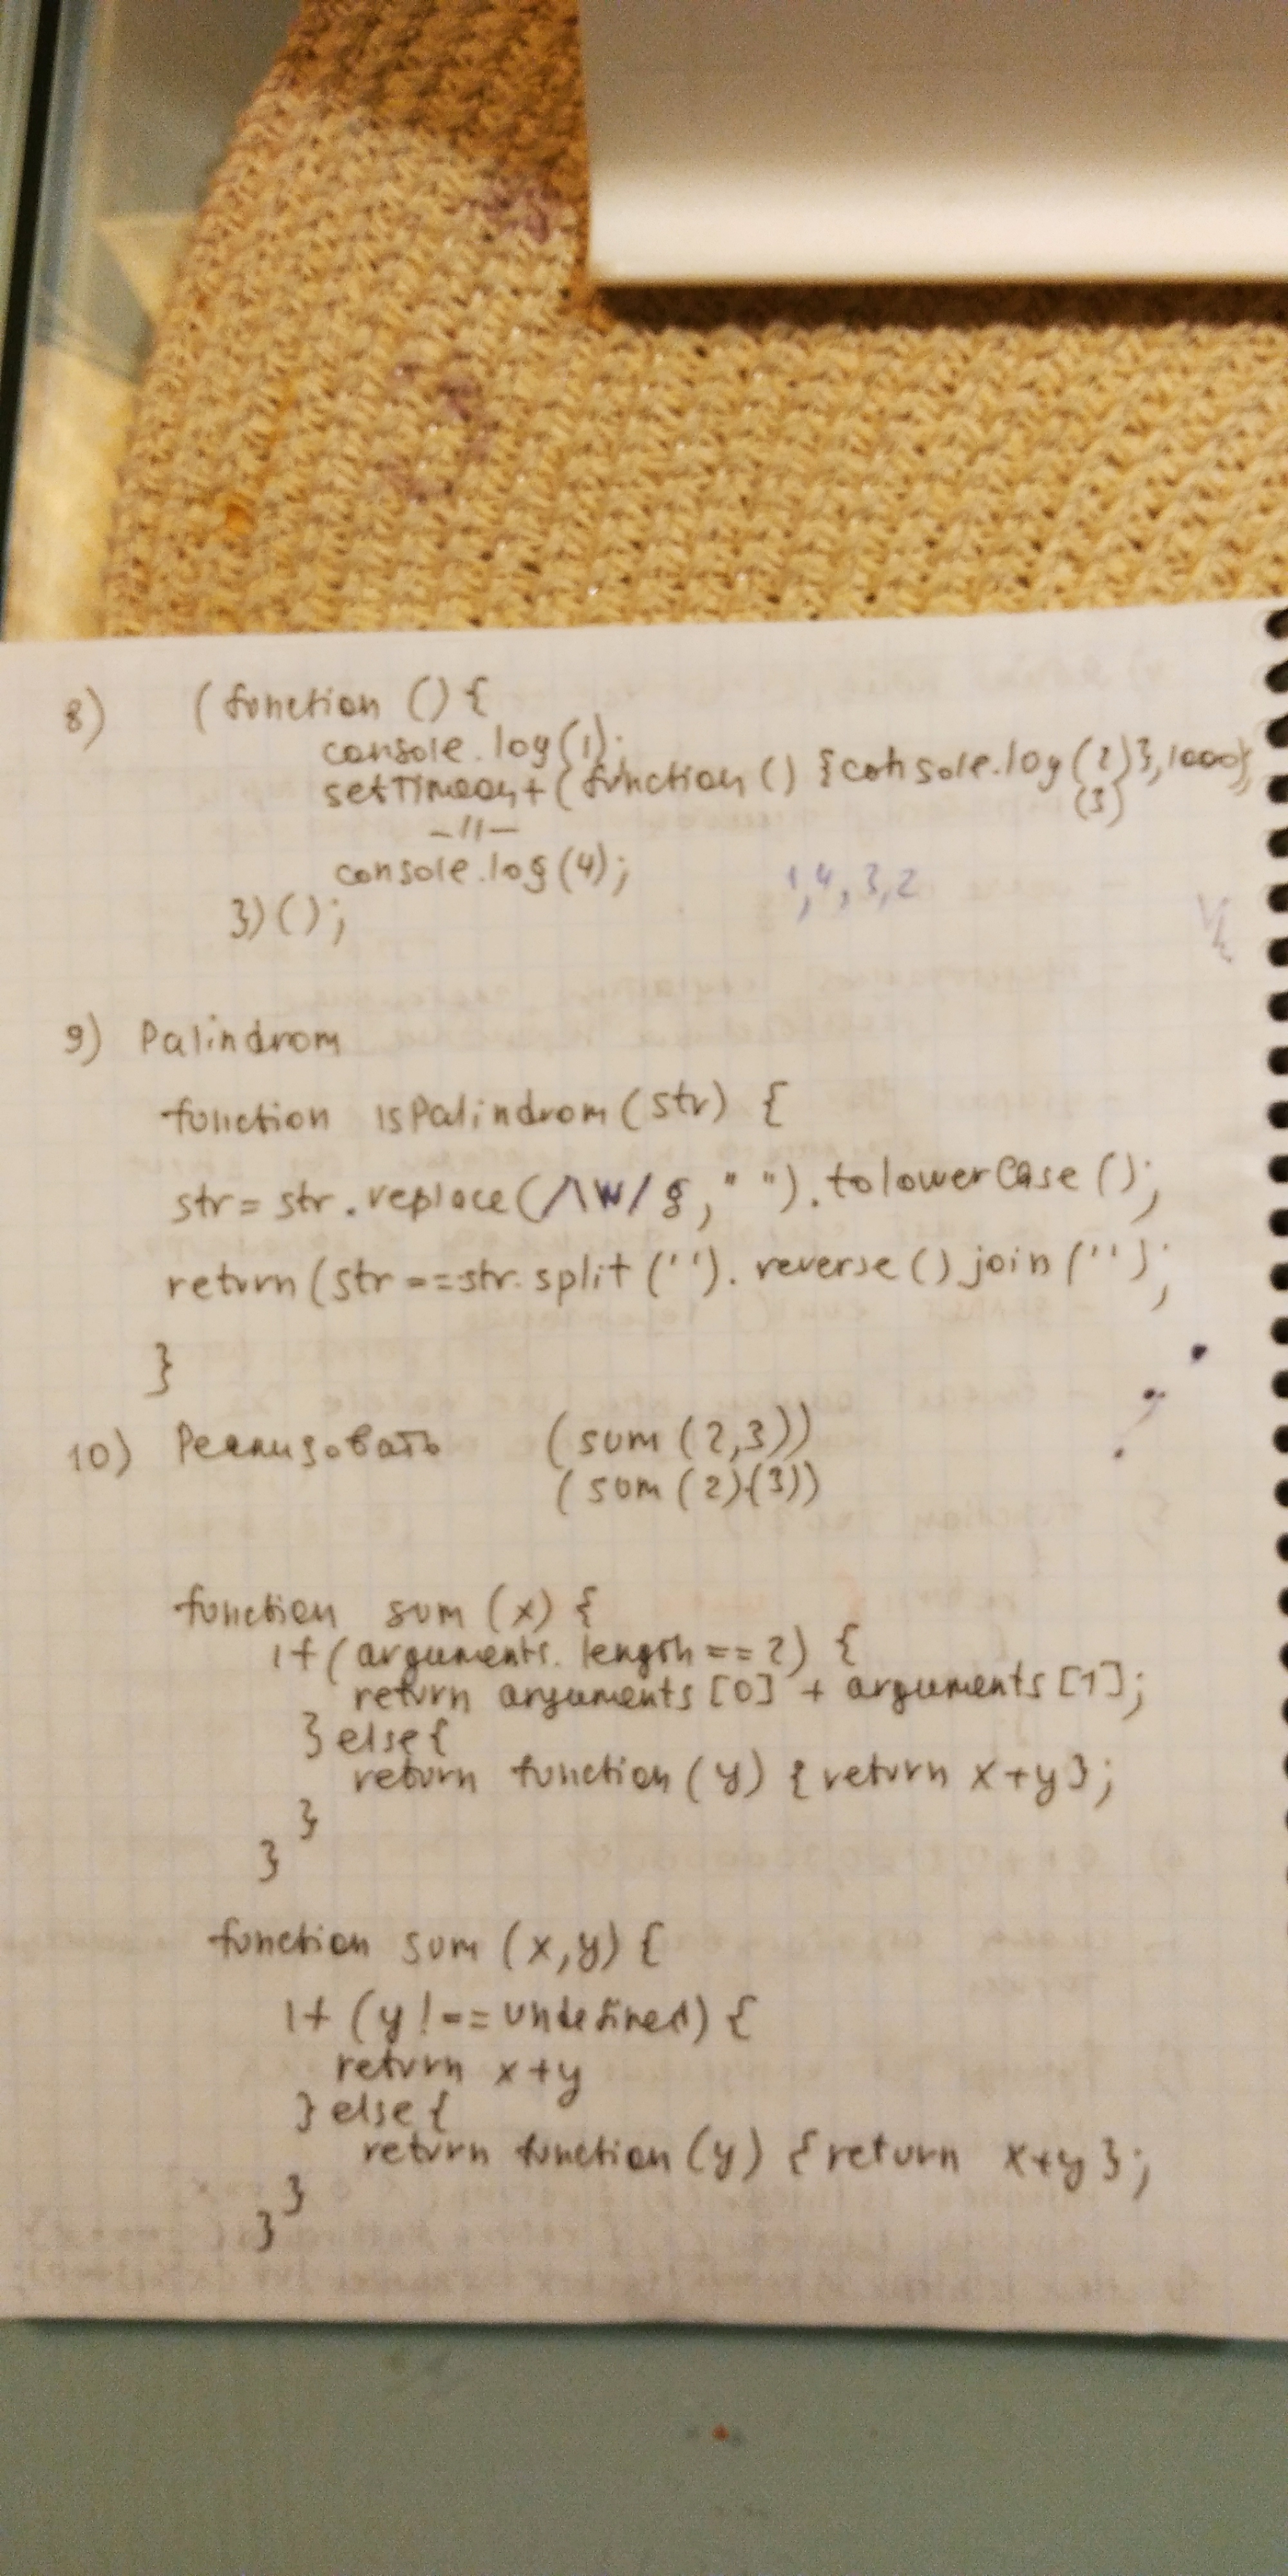 8) (function () {
console.log(1);
setTimeout(function () {console.log(2)}, 1000);
(3)
–//–
console.log(4);
1,4,3,2
})();
9) Palindrom
function isPalindrom(str) {
str = str.replace(/\W/g, " ").toLowerCase();
return (str == str.split('').reverse().join('');
}
10) Реализовать (sum (2,3))
(sum (2)(3))
function sum (x) {
if (arguments.length == 2) {
return arguments [0] + arguments [1];
} else {
return function (y) {return x+y};
}
}
function sum (x,y) {
if (y !== undefined) {
return x+y
} else {
return function (y) {return x+y};
}
}